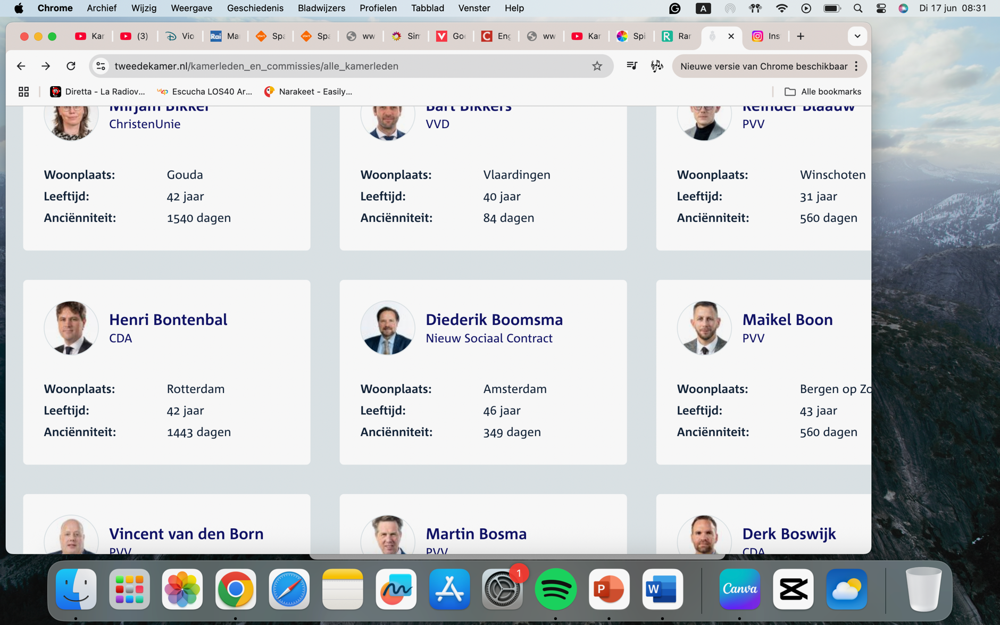 Chrome Archief Wijzig Weergave Geschiedenis Bladwijzers Profielen Tabblad Venster Help A Di 17 jun 08:31
Kar (3) Vio Rai Ma start Spa start Spa ww Sim Go Eng ww Kar Spi Rar Ins
tweedekamer.nl/kamerleden_en_commissies/alle_kamerleden Nieuwe versie van Chrome beschikbaar
Diretta - La Radiov... Escucha LOS40 Ar... Narakeet - Easily... Alle bookmarks
Mirjam Bikker Bart Bikkers Reinder Blaauw
ChristenUnie VVD PVV
Woonplaats: Gouda Woonplaats: Vlaardingen Woonplaats: Winschoten
Leeftijd: 42 jaar Leeftijd: 40 jaar Leeftijd: 31 jaar
Anciënniteit: 1540 dagen Anciënniteit: 84 dagen Anciënniteit: 560 dagen
Henri Bontenbal Diederik Boomsma Maikel Boon
CDA Nieuw Sociaal Contract PVV
Woonplaats: Rotterdam Woonplaats: Amsterdam Woonplaats: Bergen op Zo
Leeftijd: 42 jaar Leeftijd: 46 jaar Leeftijd: 43 jaar
Anciënniteit: 1443 dagen Anciënniteit: 349 dagen Anciënniteit: 560 dagen
Vincent van den Born Martin Bosma Derk Boswijk
PVV PVV CDA
1
P W Canva